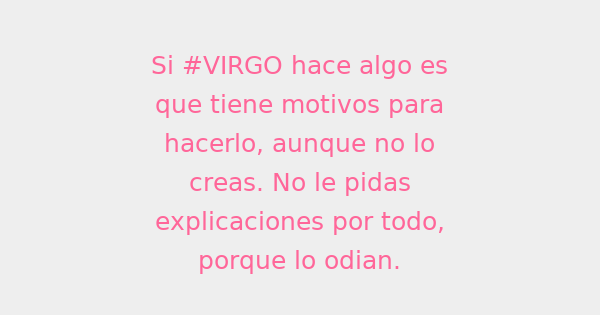 Si #VIRGO hace algo es
que tiene motivos para
hacerlo, aunque no lo
creas. No le pidas
explicaciones por todo,
porque lo odian.